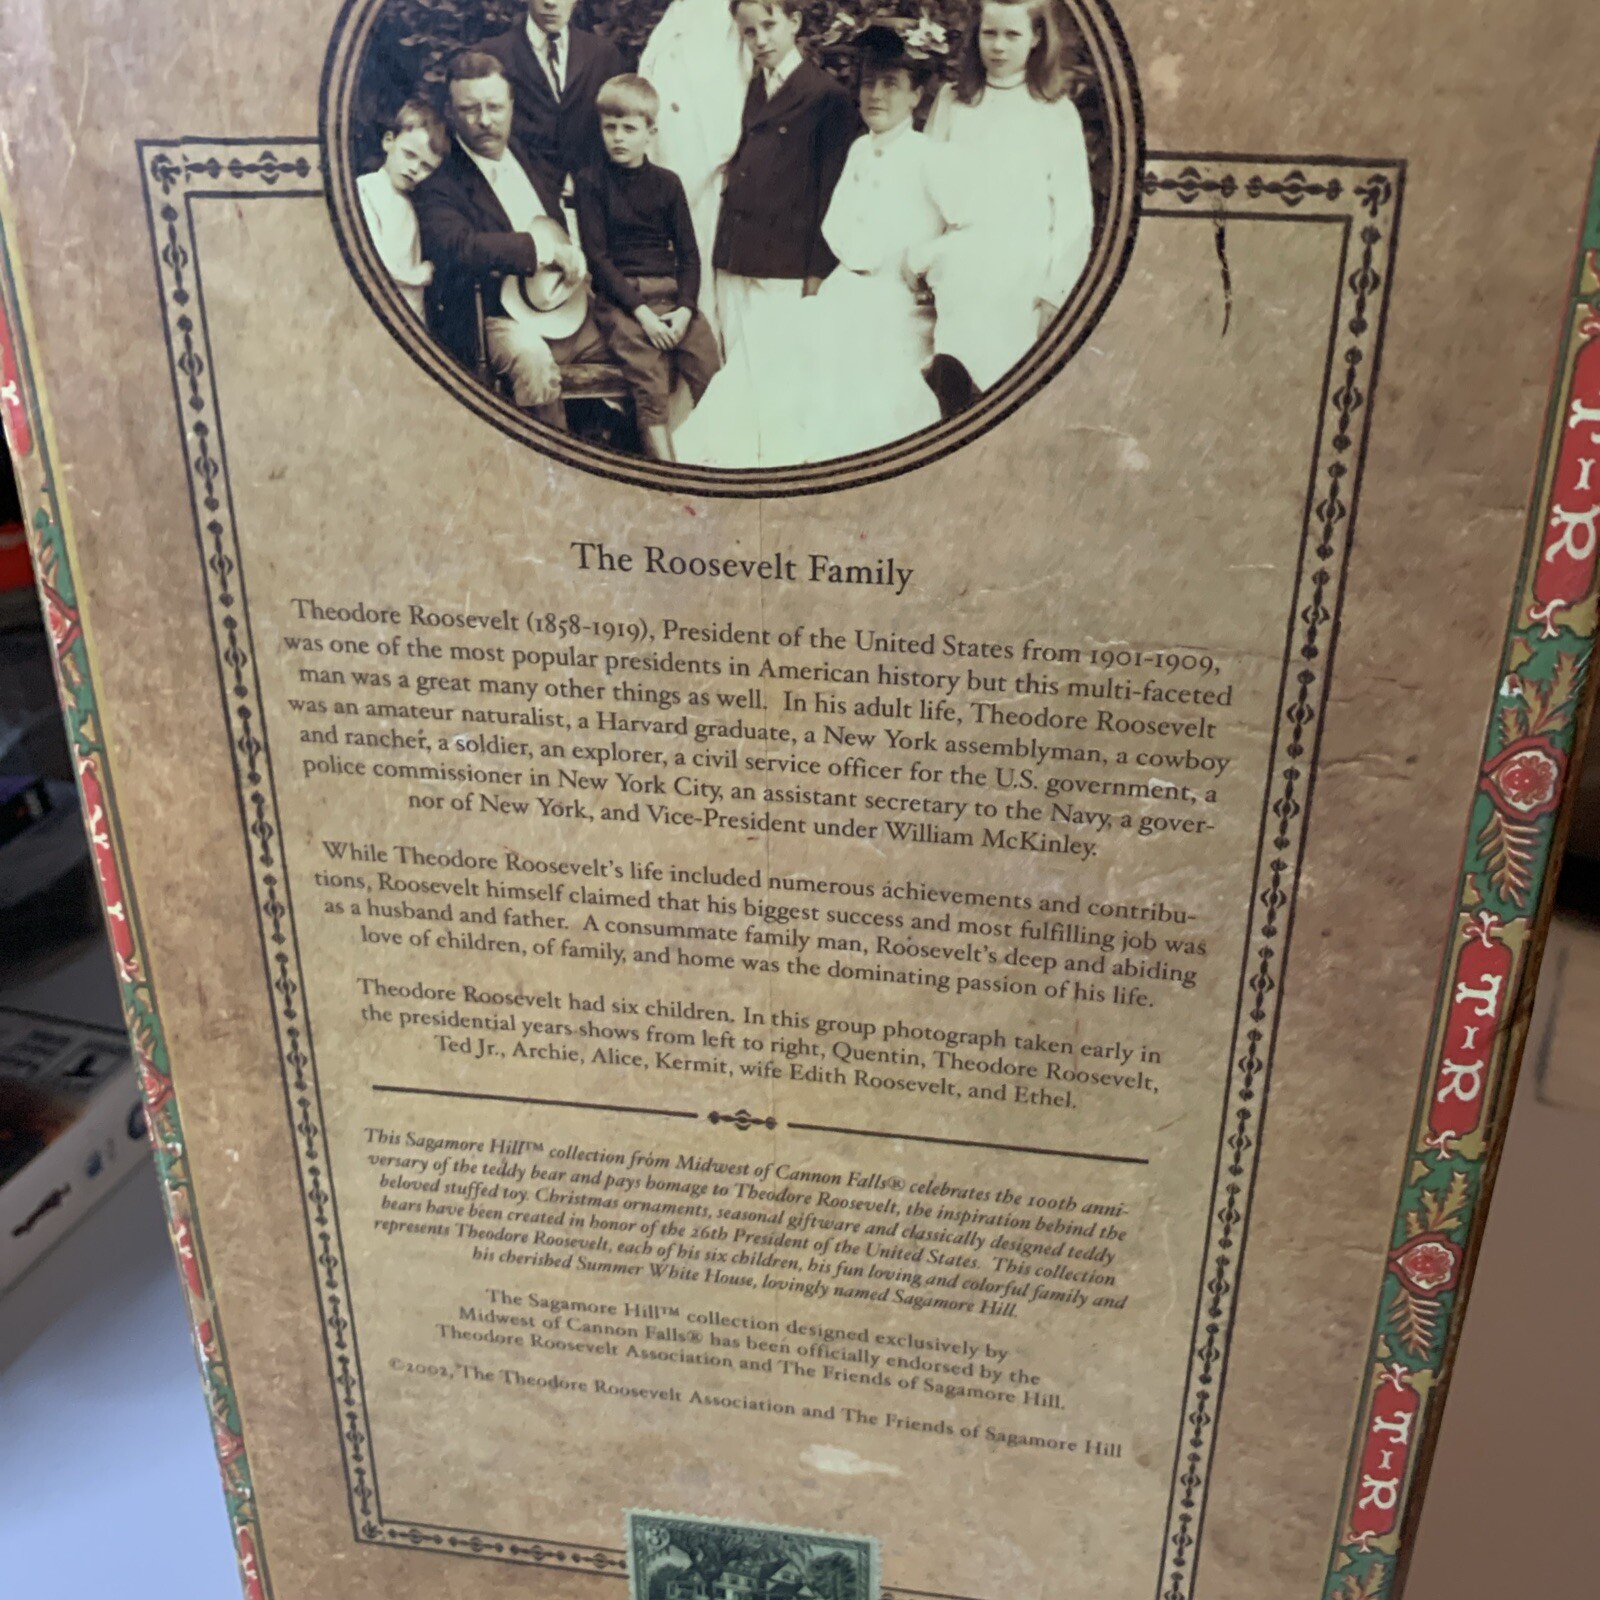 The Roosevelt Family
Theodore Roosevelt (1858-1919), President of the United States from 1901-1909,
was one of the most popular presidents in American history but this multi-faceted
man was a great many other things as well. In his adult life, Theodore Roosevelt
was an amateur naturalist, a Harvard graduate, a New York assemblyman, a cowboy
and rancher, a soldier, an explorer, a civil service officer for the U.S. government, a
police commissioner in New York City, an assistant secretary to the Navy, a gover-
nor of New York, and Vice-President under William McKinley.
While Theodore Roosevelt's life included numerous achievements and contribu-
tions, Roosevelt himself claimed that his biggest success and most fulfilling job was
as a husband and father. A consummate family man, Roosevelt's deep and abiding
love of children, of family, and home was the dominating passion of his life.
Theodore Roosevelt had six children. In this group photograph taken early in
the presidential years shows from left to right, Quentin, Theodore Roosevelt,
Ted Jr., Archie, Alice, Kermit, wife Edith Roosevelt, and Ethel.
This Sagamore Hill™ collection from Midwest of Cannon Falls® celebrates the 100th anni-
versary of the teddy bear and pays homage to Theodore Roosevelt, the inspiration behind the
beloved stuffed toy. Christmas ornaments, seasonal giftware and classically designed teddy
bears have been created in honor of the 26th President of the United States. This collection
represents Theodore Roosevelt, each of his six children, his fun loving and colorful family and
his cherished Summer White House, lovingly named Sagamore Hill.
The Sagamore Hill™ collection designed exclusively by
Midwest of Cannon Falls® has been officially endorsed by the
Theodore Roosevelt Association and The Friends of Sagamore Hill.
©2002, The Theodore Roosevelt Association and The Friends of Sagamore Hill
3
T·I·R
T·I·R
T·I·R